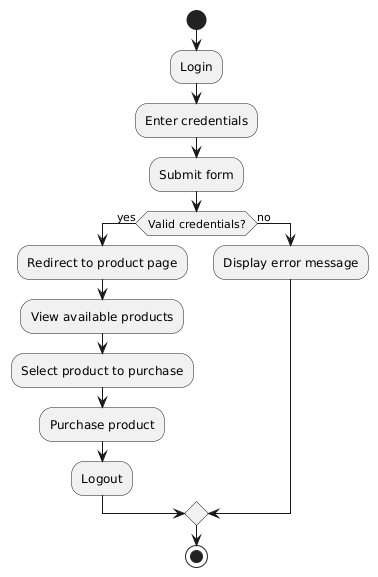 Login
Enter credentials
Submit form
Valid credentials?
yes
no
Redirect to product page
Display error message
View available products
Select product to purchase
Purchase product
Logout